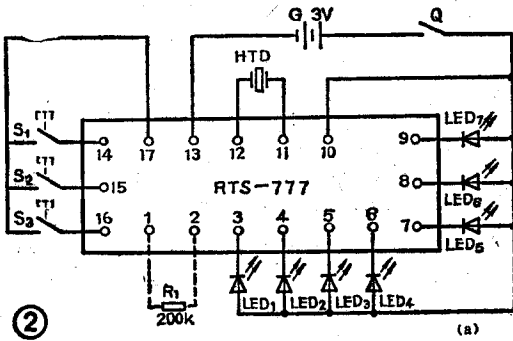 G 3V Q
HTD
LED7
S1
14 17 13 12 11 10 9
S2
15 RTS-777 8
LED6
S3
16 1 2 3 4 5 6 7
LED5
R1
200k
LED1 LED2 LED3 LED4
② (a)